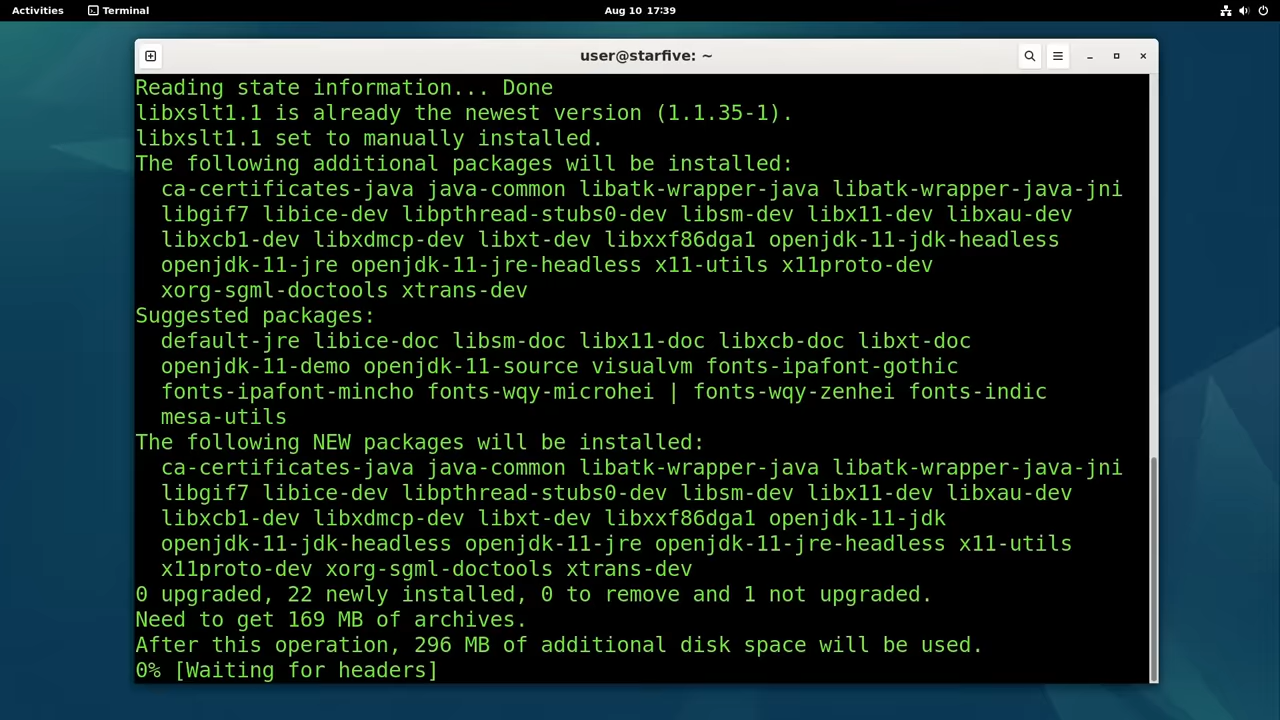 Activities
Terminal
Aug 10 17:39
user@starfive: ~
Reading state information... Done
libxslt1.1 is already the newest version (1.1.35-1).
libxslt1.1 set to manually installed.
The following additional packages will be installed:
  ca-certificates-java java-common libatk-wrapper-java libatk-wrapper-java-jni
  libgif7 libice-dev libpthread-stubs0-dev libsm-dev libx11-dev libxau-dev
  libxcb1-dev libxdmcp-dev libxt-dev libxxf86dga1 openjdk-11-jdk-headless
  openjdk-11-jre openjdk-11-jre-headless x11-utils x11proto-dev
  xorg-sgml-doctools xtrans-dev
Suggested packages:
  default-jre libice-doc libsm-doc libx11-doc libxcb-doc libxt-doc
  openjdk-11-demo openjdk-11-source visualvm fonts-ipafont-gothic
  fonts-ipafont-mincho fonts-wqy-microhei | fonts-wqy-zenhei fonts-indic
  mesa-utils
The following NEW packages will be installed:
  ca-certificates-java java-common libatk-wrapper-java libatk-wrapper-java-jni
  libgif7 libice-dev libpthread-stubs0-dev libsm-dev libx11-dev libxau-dev
  libxcb1-dev libxdmcp-dev libxt-dev libxxf86dga1 openjdk-11-jdk
  openjdk-11-jdk-headless openjdk-11-jre openjdk-11-jre-headless x11-utils
  x11proto-dev xorg-sgml-doctools xtrans-dev
0 upgraded, 22 newly installed, 0 to remove and 1 not upgraded.
Need to get 169 MB of archives.
After this operation, 296 MB of additional disk space will be used.
0% [Waiting for headers]